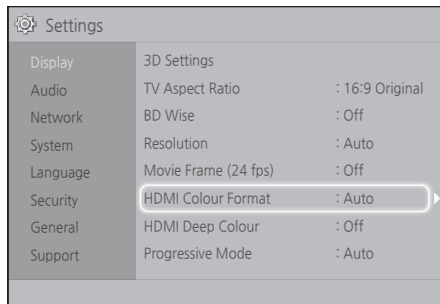 Settings
Display
Audio
Network
System
Language
Security
General
Support
3D Settings
TV Aspect Ratio : 16:9 Original
BD Wise : Off
Resolution : Auto
Movie Frame (24 fps) : Off
HDMI Colour Format : Auto
HDMI Deep Colour : Off
Progressive Mode : Auto